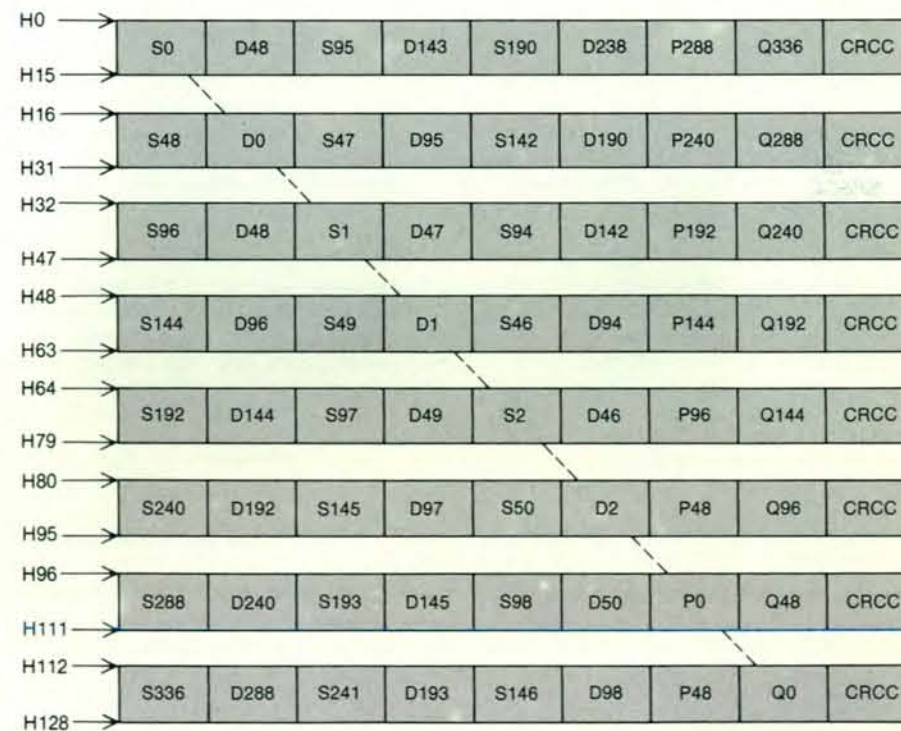 H0
S0 D48 S95 D143 S190 D238 P288 Q336 CRCC
H15
H16
S48 D0 S47 D95 S142 D190 P240 Q288 CRCC
H31
H32
S96 D48 S1 D47 S94 D142 P192 Q240 CRCC
H47
H48
S144 D96 S49 D1 S46 D94 P144 Q192 CRCC
H63
H64
S192 D144 S97 D49 S2 D46 P96 Q144 CRCC
H79
H80
S240 D192 S145 D97 S50 D2 P48 Q96 CRCC
H95
H96
S288 D240 S193 D145 S98 D50 P0 Q48 CRCC
H111
H112
S336 D288 S241 D193 S146 D98 P48 Q0 CRCC
H128